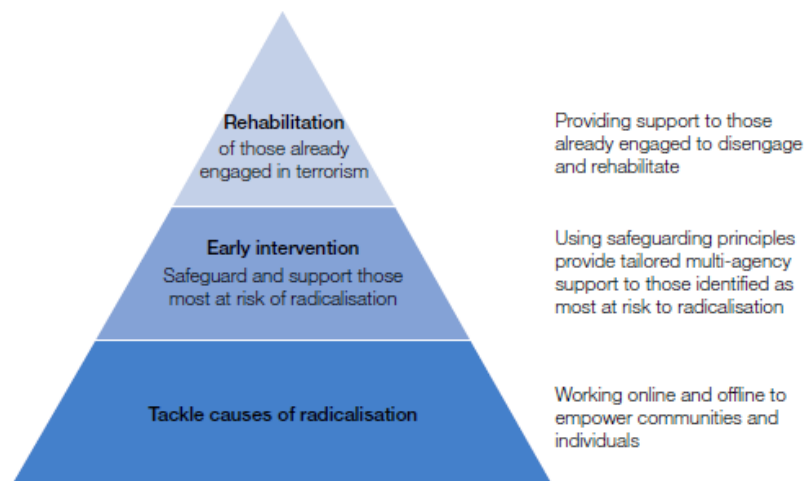 Rehabilitation
of those already
engaged in terrorism
Providing support to those
already engaged to disengage
and rehabilitate
Early intervention
Safeguard and support those
most at risk of radicalisation
Using safeguarding principles
provide tailored multi-agency
support to those identified as
most at risk to radicalisation
Tackle causes of radicalisation
Working online and offline to
empower communities and
individuals